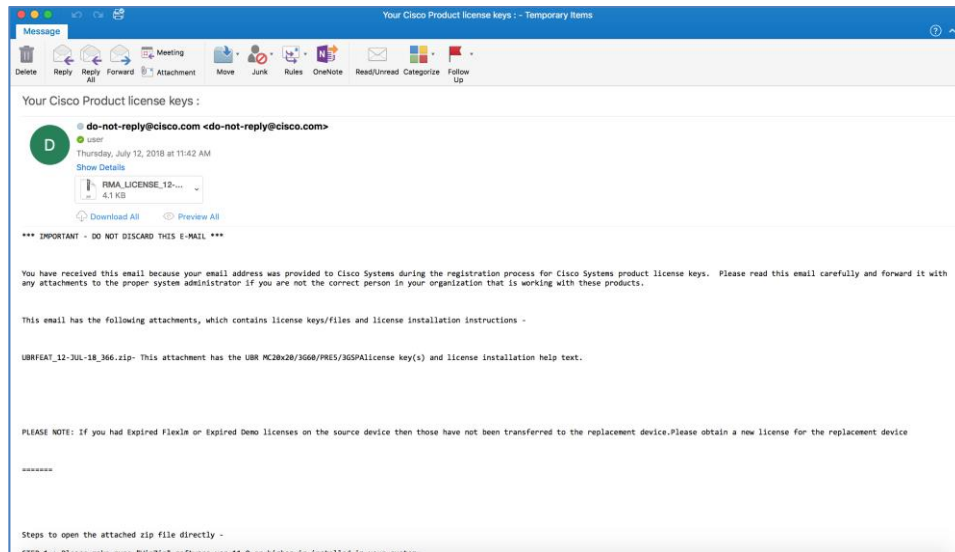 Your Cisco Product license keys : - Temporary Items
Message
Delete
Reply
Reply All
Forward
Meeting
Attachment
Move
Junk
Rules
OneNote
Read/Unread
Categorize
Follow Up
Your Cisco Product license keys :
D
do-not-reply@cisco.com <do-not-reply@cisco.com>
user
Thursday, July 12, 2018 at 11:42 AM
Show Details
RMA_LICENSE_12-...
4.1 KB
Download All
Preview All
*** IMPORTANT - DO NOT DISCARD THIS E-MAIL ***
You have received this email because your email address was provided to Cisco Systems during the registration process for Cisco Systems product license keys. Please read this email carefully and forward it with
any attachments to the proper system administrator if you are not the correct person in your organization that is working with these products.
This email has the following attachments, which contains license keys/files and license installation instructions -
UBRFEAT_12-JUL-18_366.zip- This attachment has the UBR MC20x20/3G60/PRE5/3GSPAlicense key(s) and license installation help text.
PLEASE NOTE: If you had Expired Flexlm or Expired Demo licenses on the source device then those have not been transferred to the replacement device.Please obtain a new license for the replacement device
=======
Steps to open the attached zip file directly -